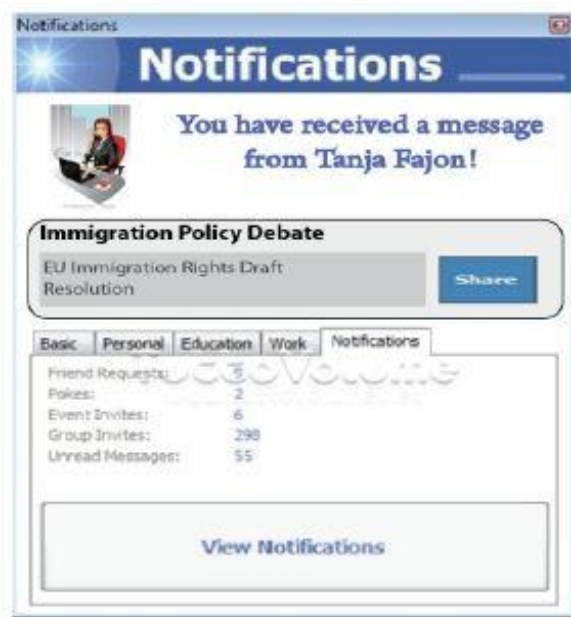 Notifications
Notifications
You have received a message
from Tanja Fajon!
Immigration Policy Debate
EU Immigration Rights Draft
Resolution
Share
Basic Personal Education Work Notifications
Friend Requests:
Pokes: 2
Event Invites: 6
Group Invites: 298
Unread Messages: 55
View Notifications